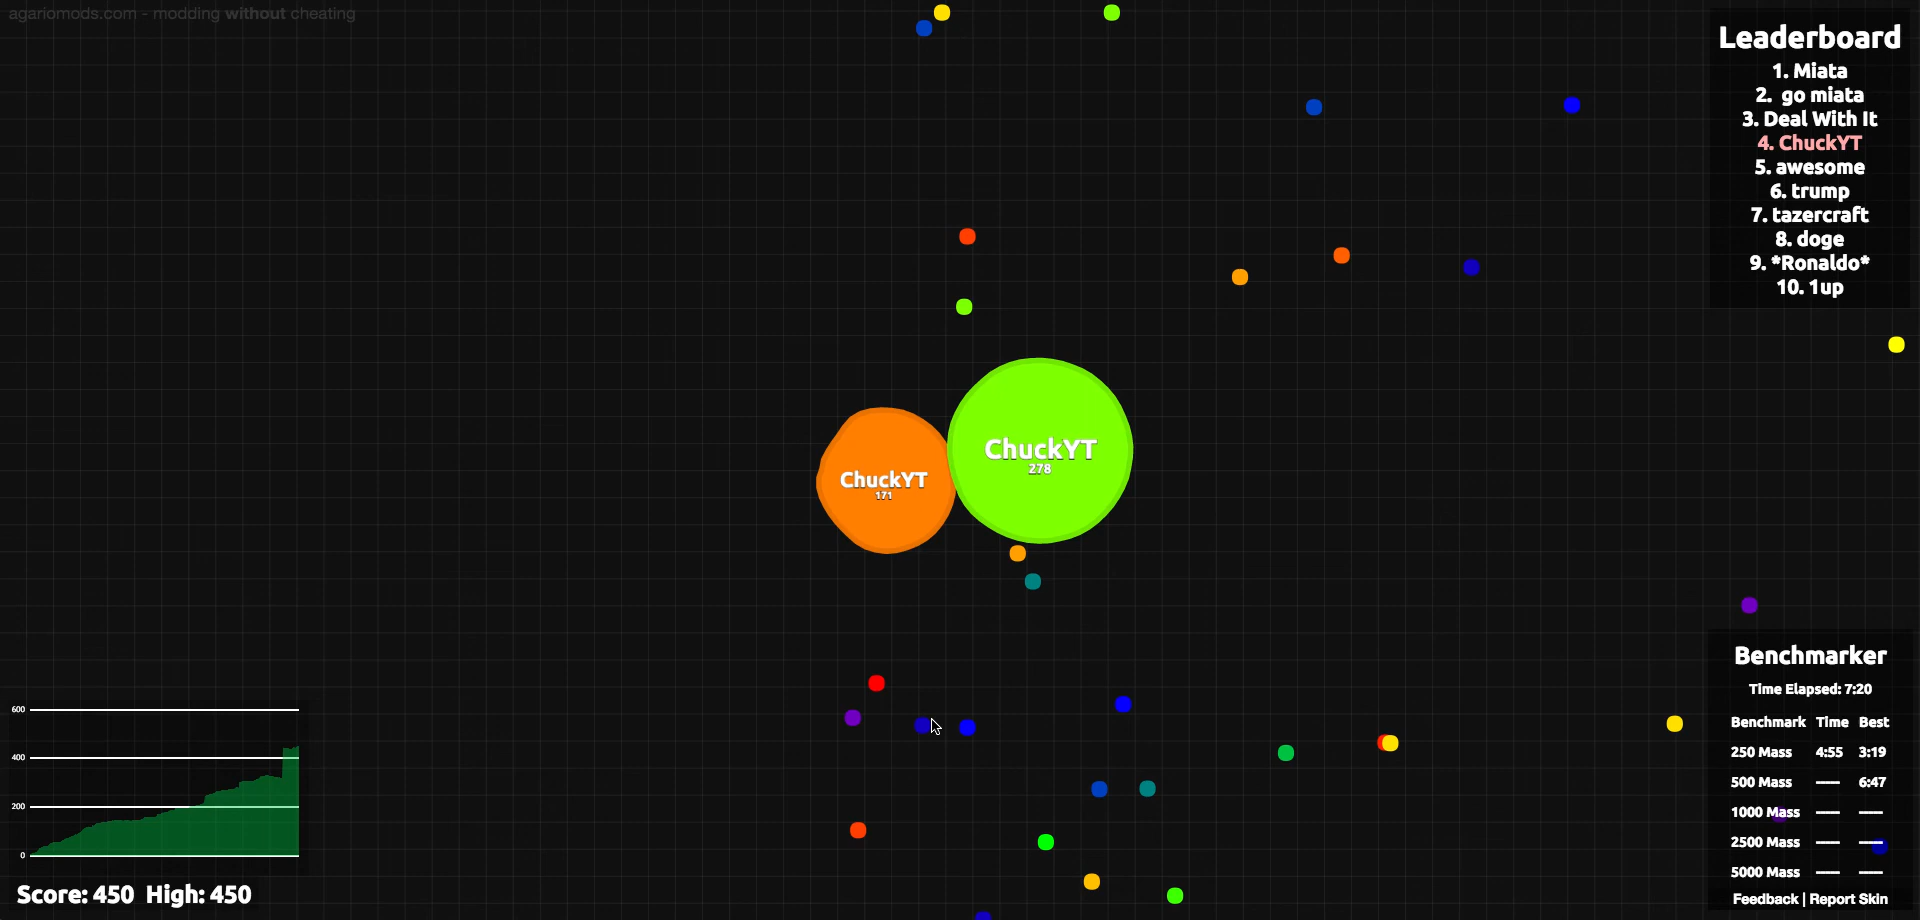 agariomods.com - modding without cheating
Leaderboard
1. Miata
2. go miata
3. Deal With It
4. ChuckYT
5. awesome
6. trump
7. tazercraft
8. doge
9. *Ronaldo*
10. 1up
ChuckYT
278
ChuckYT
171
Benchmarker
Time Elapsed: 7:20
Benchmark Time Best
250 Mass 4:55 3:19
500 Mass ---- 6:47
1000 Mass ---- ----
2500 Mass ---- ----
5000 Mass ---- ----
Feedback | Report Skin
600
400
200
0
Score: 450 High: 450